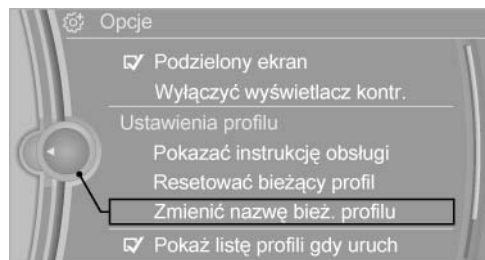 Opcje
Podzielony ekran
Wyłączyć wyświetlacz kontr.
Ustawienia profilu
Pokazać instrukcję obsługi
Resetować bieżący profil
Zmienić nazwę bież. profilu
Pokaż listę profili gdy uruch